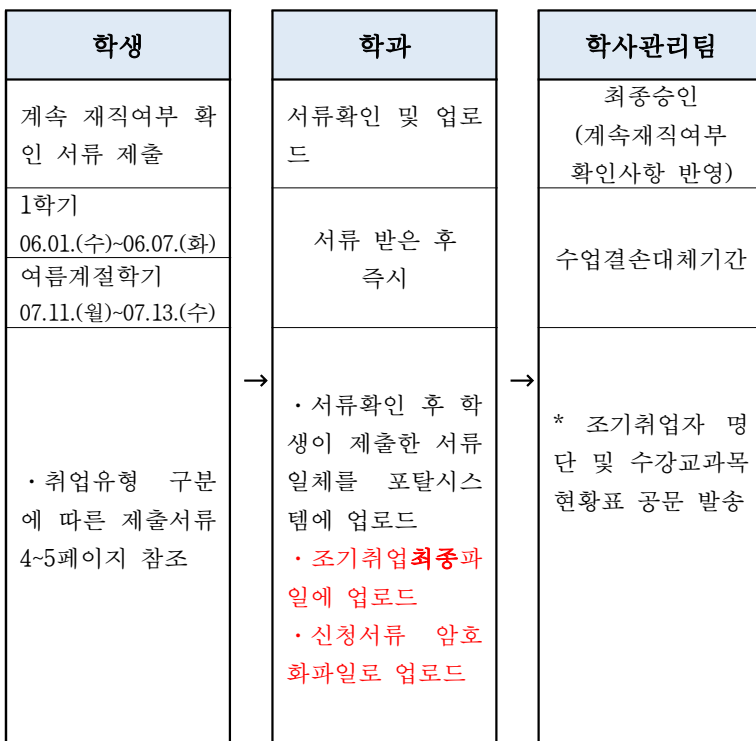 학생
계속 재직여부 확
인 서류 제출
1학기
06.01.(수)~06.07.(화)
여름계절학기
07.11.(월)~07.13.(수)
・취업유형 구분
에 따른 제출서류
4~5페이지 참조
→
학과
서류확인 및 업로
드
서류 받은 후
즉시
・서류확인 후 학
생이 제출한 서류
일체를 포탈시스
템에 업로드
・조기취업최종파
일에 업로드
・신청서류 암호
화파일로 업로드
→
학사관리팀
최종승인
(계속재직여부
확인사항 반영)
수업결손대체기간
* 조기취업자 명
단 및 수강교과목
현황표 공문 발송